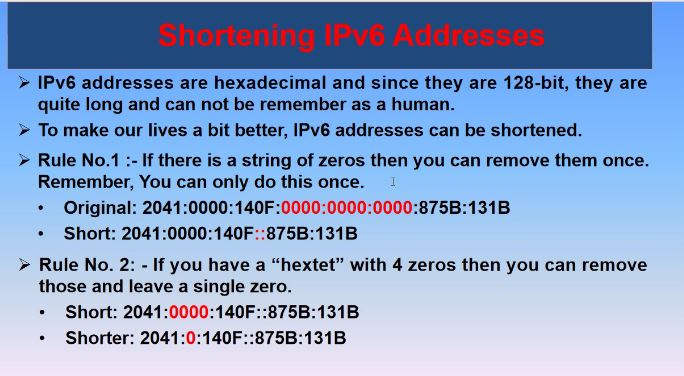 Shortening IPv6 Addresses
➢ IPv6 addresses are hexadecimal and since they are 128-bit, they are
quite long and can not be remember as a human.
➢ To make our lives a bit better, IPv6 addresses can be shortened.
➢ Rule No.1 :- If there is a string of zeros then you can remove them once.
Remember, You can only do this once.
• Original: 2041:0000:140F:0000:0000:0000:875B:131B
• Short: 2041:0000:140F::875B:131B
➢ Rule No. 2: - If you have a “hextet” with 4 zeros then you can remove
those and leave a single zero.
• Short: 2041:0000:140F::875B:131B
• Shorter: 2041:0:140F::875B:131B